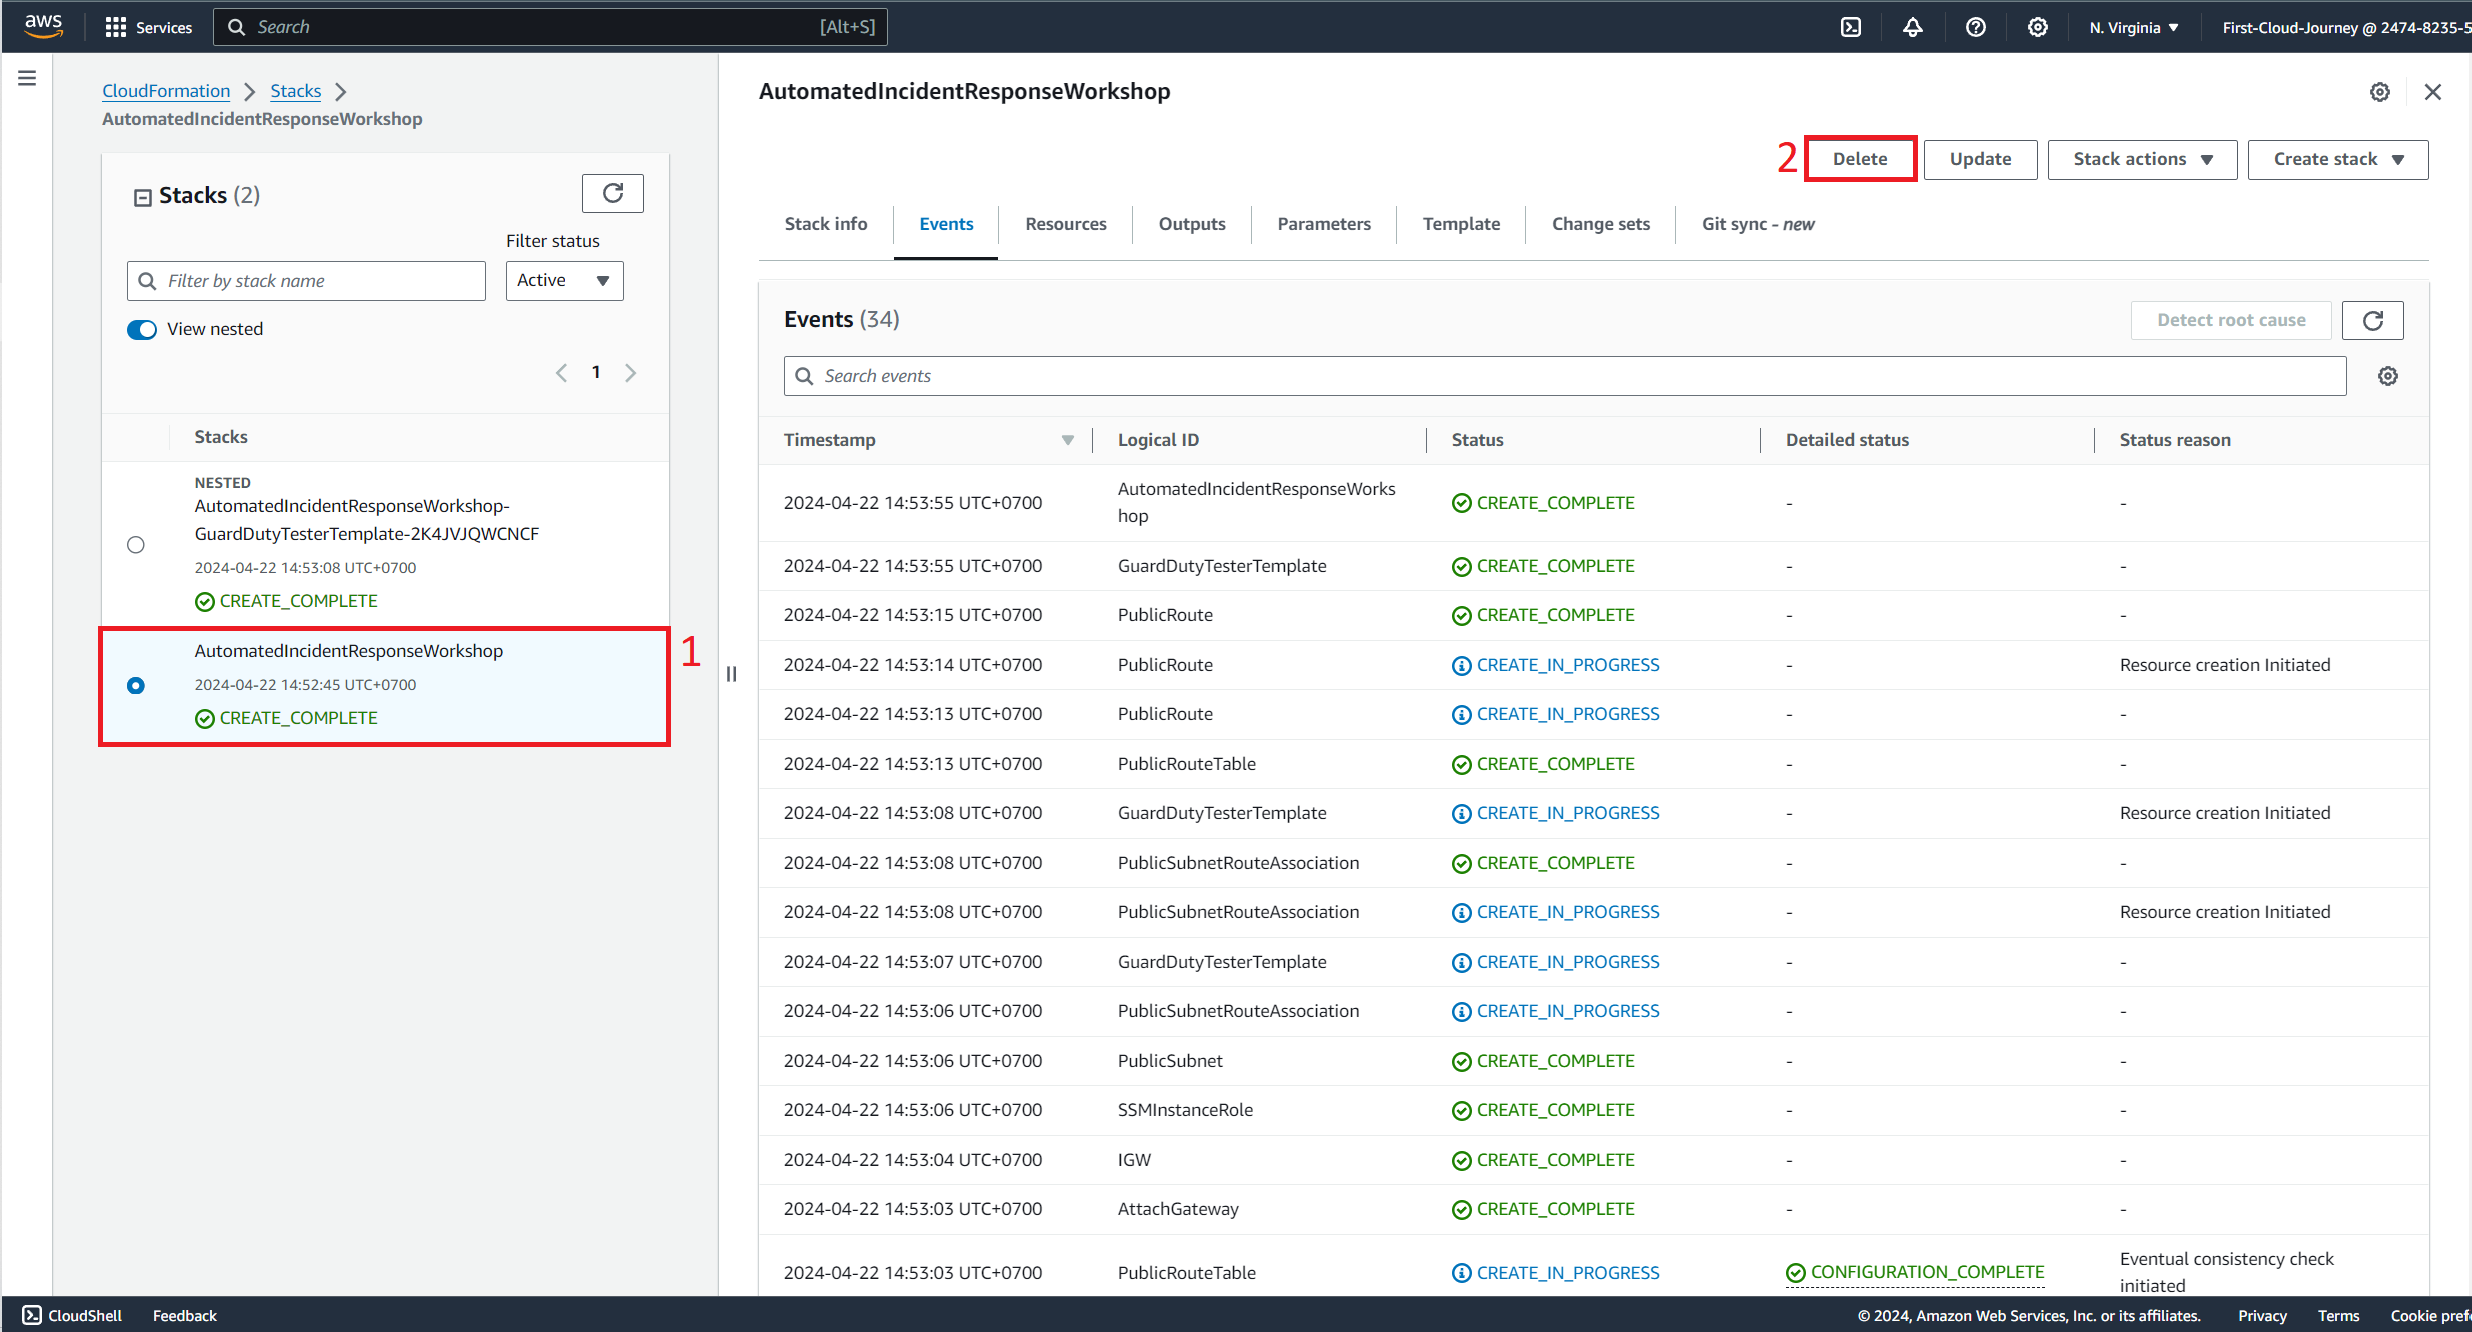 aws
Services
Search
[Alt+S]
N. Virginia
First-Cloud-Journey @ 2474-8235-5
CloudFormation
Stacks
AutomatedIncidentResponseWorkshop
Stacks (2)
Filter status
Filter by stack name
Active
View nested
1
Stacks
NESTED
AutomatedIncidentResponseWorkshop-
GuardDutyTesterTemplate-2K4JVJQWCNCF
2024-04-22 14:53:08 UTC+0700
CREATE_COMPLETE
AutomatedIncidentResponseWorkshop
2024-04-22 14:52:45 UTC+0700
CREATE_COMPLETE
1
AutomatedIncidentResponseWorkshop
2
Delete
Update
Stack actions
Create stack
Stack info
Events
Resources
Outputs
Parameters
Template
Change sets
Git sync - new
Events (34)
Detect root cause
Search events
Timestamp Logical ID Status Detailed status Status reason
2024-04-22 14:53:55 UTC+0700 AutomatedIncidentResponseWorks
hop CREATE_COMPLETE - -
2024-04-22 14:53:55 UTC+0700 GuardDutyTesterTemplate CREATE_COMPLETE - -
2024-04-22 14:53:15 UTC+0700 PublicRoute CREATE_COMPLETE - -
2024-04-22 14:53:14 UTC+0700 PublicRoute CREATE_IN_PROGRESS - Resource creation Initiated
2024-04-22 14:53:13 UTC+0700 PublicRoute CREATE_IN_PROGRESS - -
2024-04-22 14:53:13 UTC+0700 PublicRouteTable CREATE_COMPLETE - -
2024-04-22 14:53:08 UTC+0700 GuardDutyTesterTemplate CREATE_IN_PROGRESS - Resource creation Initiated
2024-04-22 14:53:08 UTC+0700 PublicSubnetRouteAssociation CREATE_COMPLETE - -
2024-04-22 14:53:08 UTC+0700 PublicSubnetRouteAssociation CREATE_IN_PROGRESS - Resource creation Initiated
2024-04-22 14:53:07 UTC+0700 GuardDutyTesterTemplate CREATE_IN_PROGRESS - -
2024-04-22 14:53:06 UTC+0700 PublicSubnetRouteAssociation CREATE_IN_PROGRESS - -
2024-04-22 14:53:06 UTC+0700 PublicSubnet CREATE_COMPLETE - -
2024-04-22 14:53:06 UTC+0700 SSMInstanceRole CREATE_COMPLETE - -
2024-04-22 14:53:04 UTC+0700 IGW CREATE_COMPLETE - -
2024-04-22 14:53:03 UTC+0700 AttachGateway CREATE_COMPLETE - -
2024-04-22 14:53:03 UTC+0700 PublicRouteTable CREATE_IN_PROGRESS CONFIGURATION_COMPLETE Eventual consistency check
initiated
CloudShell
Feedback
© 2024, Amazon Web Services, Inc. or its affiliates.
Privacy
Terms
Cookie prefe